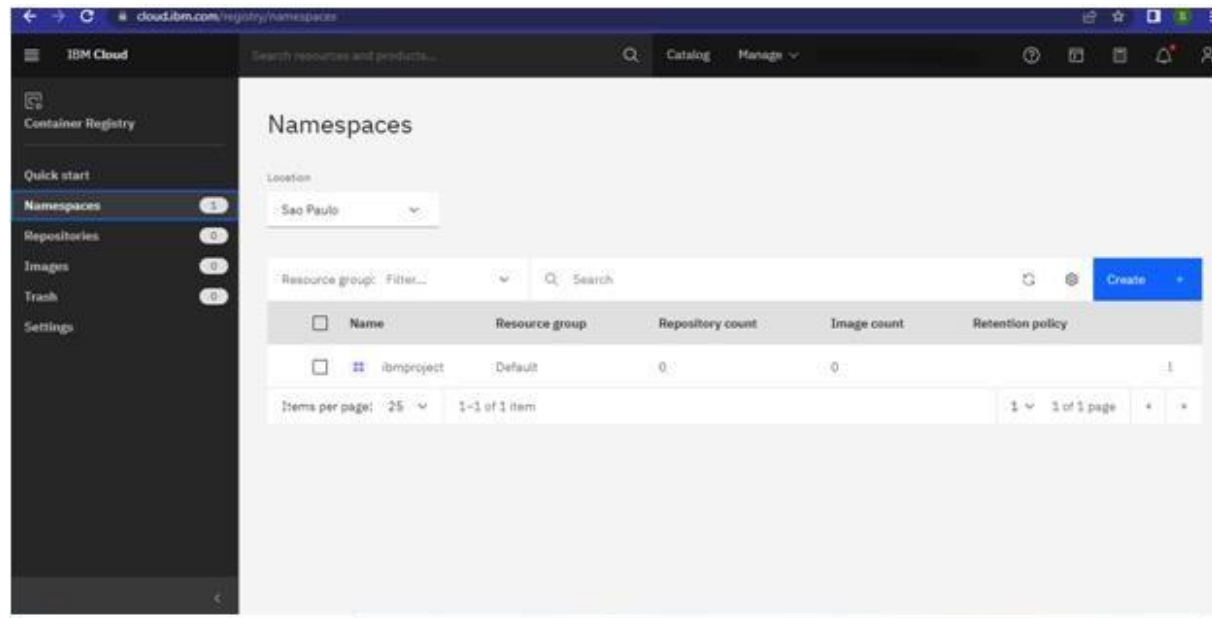 cloud.ibm.com/registry/namespaces
IBM Cloud
Search resources and products...
Catalog
Manage
Container Registry
Quick start
Namespaces 1
Repositories 0
Images 0
Trash 0
Settings
Namespaces
Location
Sao Paulo
Resource group: Filter...
Search
Create +
Name Resource group Repository count Image count Retention policy
ibmproject Default 0 0
Items per page: 25 1–1 of 1 item 1 1 of 1 page